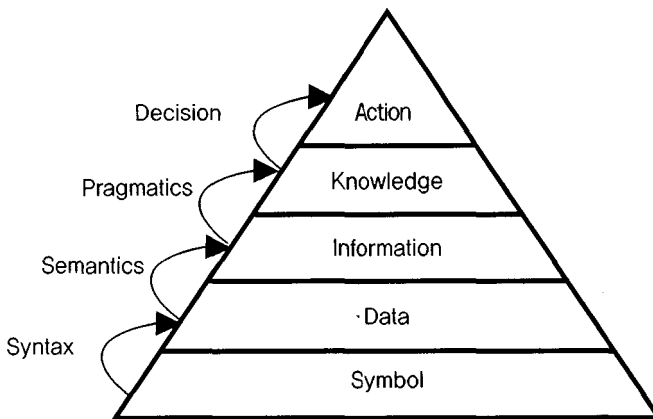 Decision
Action
Pragmatics
Knowledge
Semantics
Information
Syntax
Data
Symbol